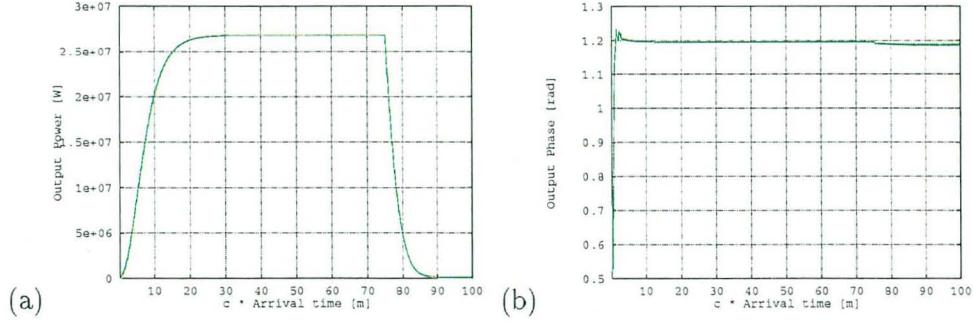 3e+07
2.5e+07
2e+07
1.5e+07
1e+07
5e+06
0
Output Power [W]
10 20 30 40 50 60 70 80 90 100
c * Arrival time [m]
(a)
1.3
1.2
1.1
1
0.9
0.8
0.7
0.6
0.5
Output Phase [rad]
10 20 30 40 50 60 70 80 90 100
c * Arrival time [m]
(b)